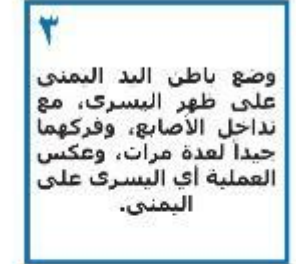 ٣
وضع باطن اليد اليمنى
على ظهر اليسرى، مع
تداخل الأصابع، وفركهما
جيداً لعدة مرات، وعكس
العملية أي اليسرى على
اليمنى.